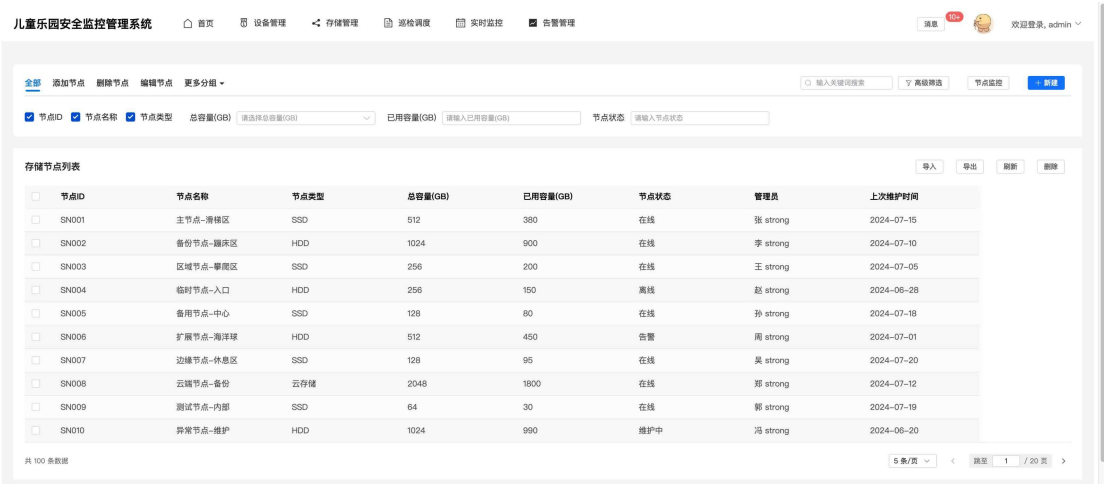 儿童乐园安全监控管理系统 首页 设备管理 存储管理 巡检调度 实时监控 告警管理 消息 10+ 欢迎登录, admin
全部 添加节点 删除节点 编辑节点 更多分组 输入关键词搜索 高级筛选 节点监控 + 新建
节点ID 节点名称 节点类型 总容量(GB) 请选择总容量(GB) 已用容量(GB) 请输入已用容量(GB) 节点状态 请输入节点状态
存储节点列表 导入 导出 刷新 删除
节点ID 节点名称 节点类型 总容量(GB) 已用容量(GB) 节点状态 管理员 上次维护时间
SN001 主节点-滑梯区 SSD 512 380 在线 张 strong 2024-07-15
SN002 备份节点-蹦床区 HDD 1024 900 在线 李 strong 2024-07-10
SN003 区域节点-攀爬区 SSD 256 200 在线 王 strong 2024-07-05
SN004 临时节点-入口 HDD 256 150 离线 赵 strong 2024-06-28
SN005 备用节点-中心 SSD 128 80 在线 孙 strong 2024-07-18
SN006 扩展节点-海洋球 HDD 512 450 告警 周 strong 2024-07-01
SN007 边缘节点-休息区 SSD 128 95 在线 吴 strong 2024-07-20
SN008 云端节点-备份 云存储 2048 1800 在线 郑 strong 2024-07-12
SN009 测试节点-内部 SSD 64 30 在线 郭 strong 2024-07-19
SN010 异常节点-维护 HDD 1024 990 维护中 冯 strong 2024-06-20
共 100 条数据 5 条/页 跳至 1 / 20 页